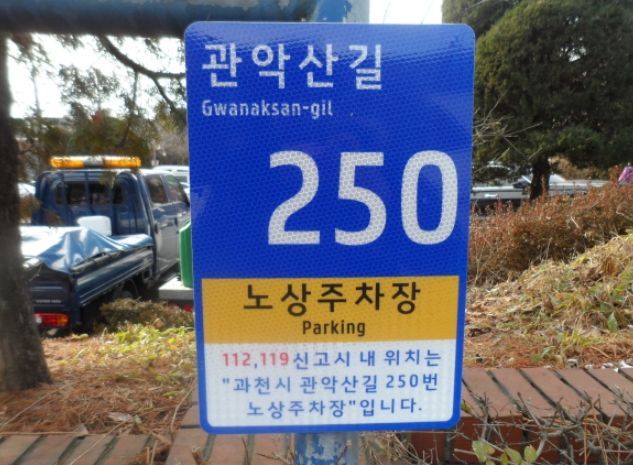 관악산길
Gwanaksan-gil
250
노상주차장
Parking
112,119신고시 내 위치는
"과천시 관악산길 250번
노상주차장"입니다.